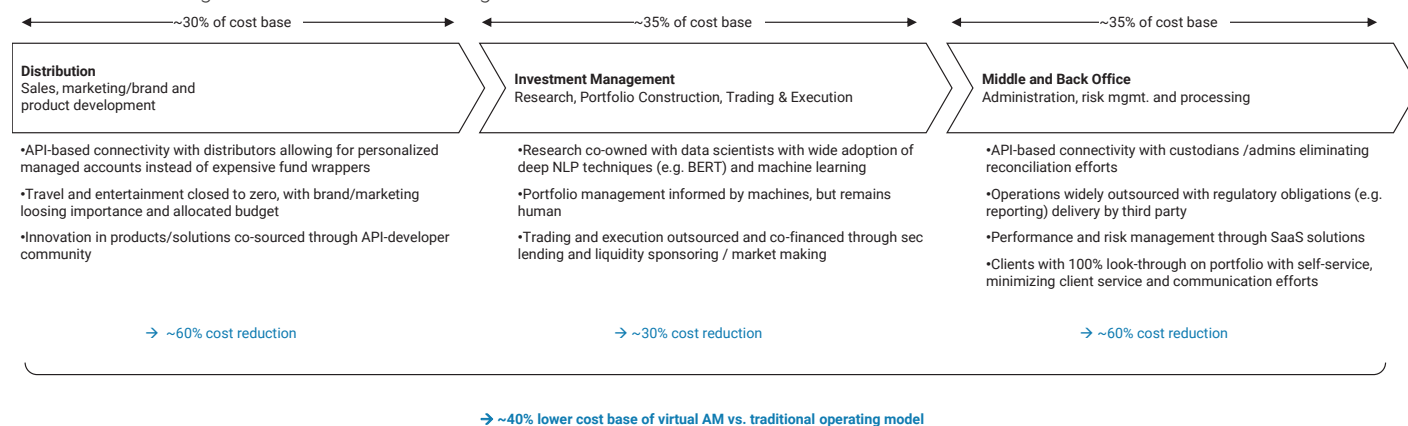 ~30% of cost base
~35% of cost base
~35% of cost base
Distribution
Sales, marketing/brand and
product development
Investment Management
Research, Portfolio Construction, Trading & Execution
Middle and Back Office
Administration, risk mgmt. and processing
•API-based connectivity with distributors allowing for personalized
managed accounts instead of expensive fund wrappers
•Travel and entertainment closed to zero, with brand/marketing
loosing importance and allocated budget
•Innovation in products/solutions co-sourced through API-developer
community
•Research co-owned with data scientists with wide adoption of
deep NLP techniques (e.g. BERT) and machine learning
•Portfolio management informed by machines, but remains
human
•Trading and execution outsourced and co-financed through sec
lending and liquidity sponsoring / market making
•API-based connectivity with custodians /admins eliminating
reconciliation efforts
•Operations widely outsourced with regulatory obligations (e.g.
reporting) delivery by third party
•Performance and risk management through SaaS solutions
•Clients with 100% look-through on portfolio with self-service,
minimizing client service and communication efforts
→ ~60% cost reduction
→ ~30% cost reduction
→ ~60% cost reduction
→ ~40% lower cost base of virtual AM vs. traditional operating model